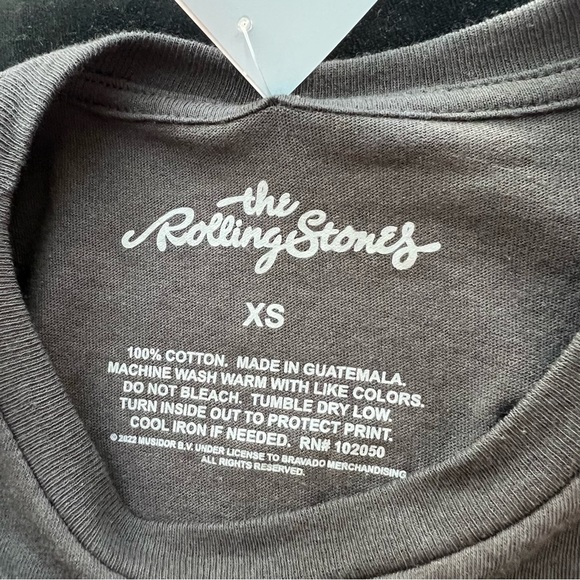 the
Rolling Stones
XS
100% COTTON. MADE IN GUATEMALA.
MACHINE WASH WARM WITH LIKE COLORS.
DO NOT BLEACH. TUMBLE DRY LOW.
TURN INSIDE OUT TO PROTECT PRINT.
COOL IRON IF NEEDED. RN# 102050
© 2022 MUSIDOR B.V. UNDER LICENSE TO BRAVADO MERCHANDISING
ALL RIGHTS RESERVED.